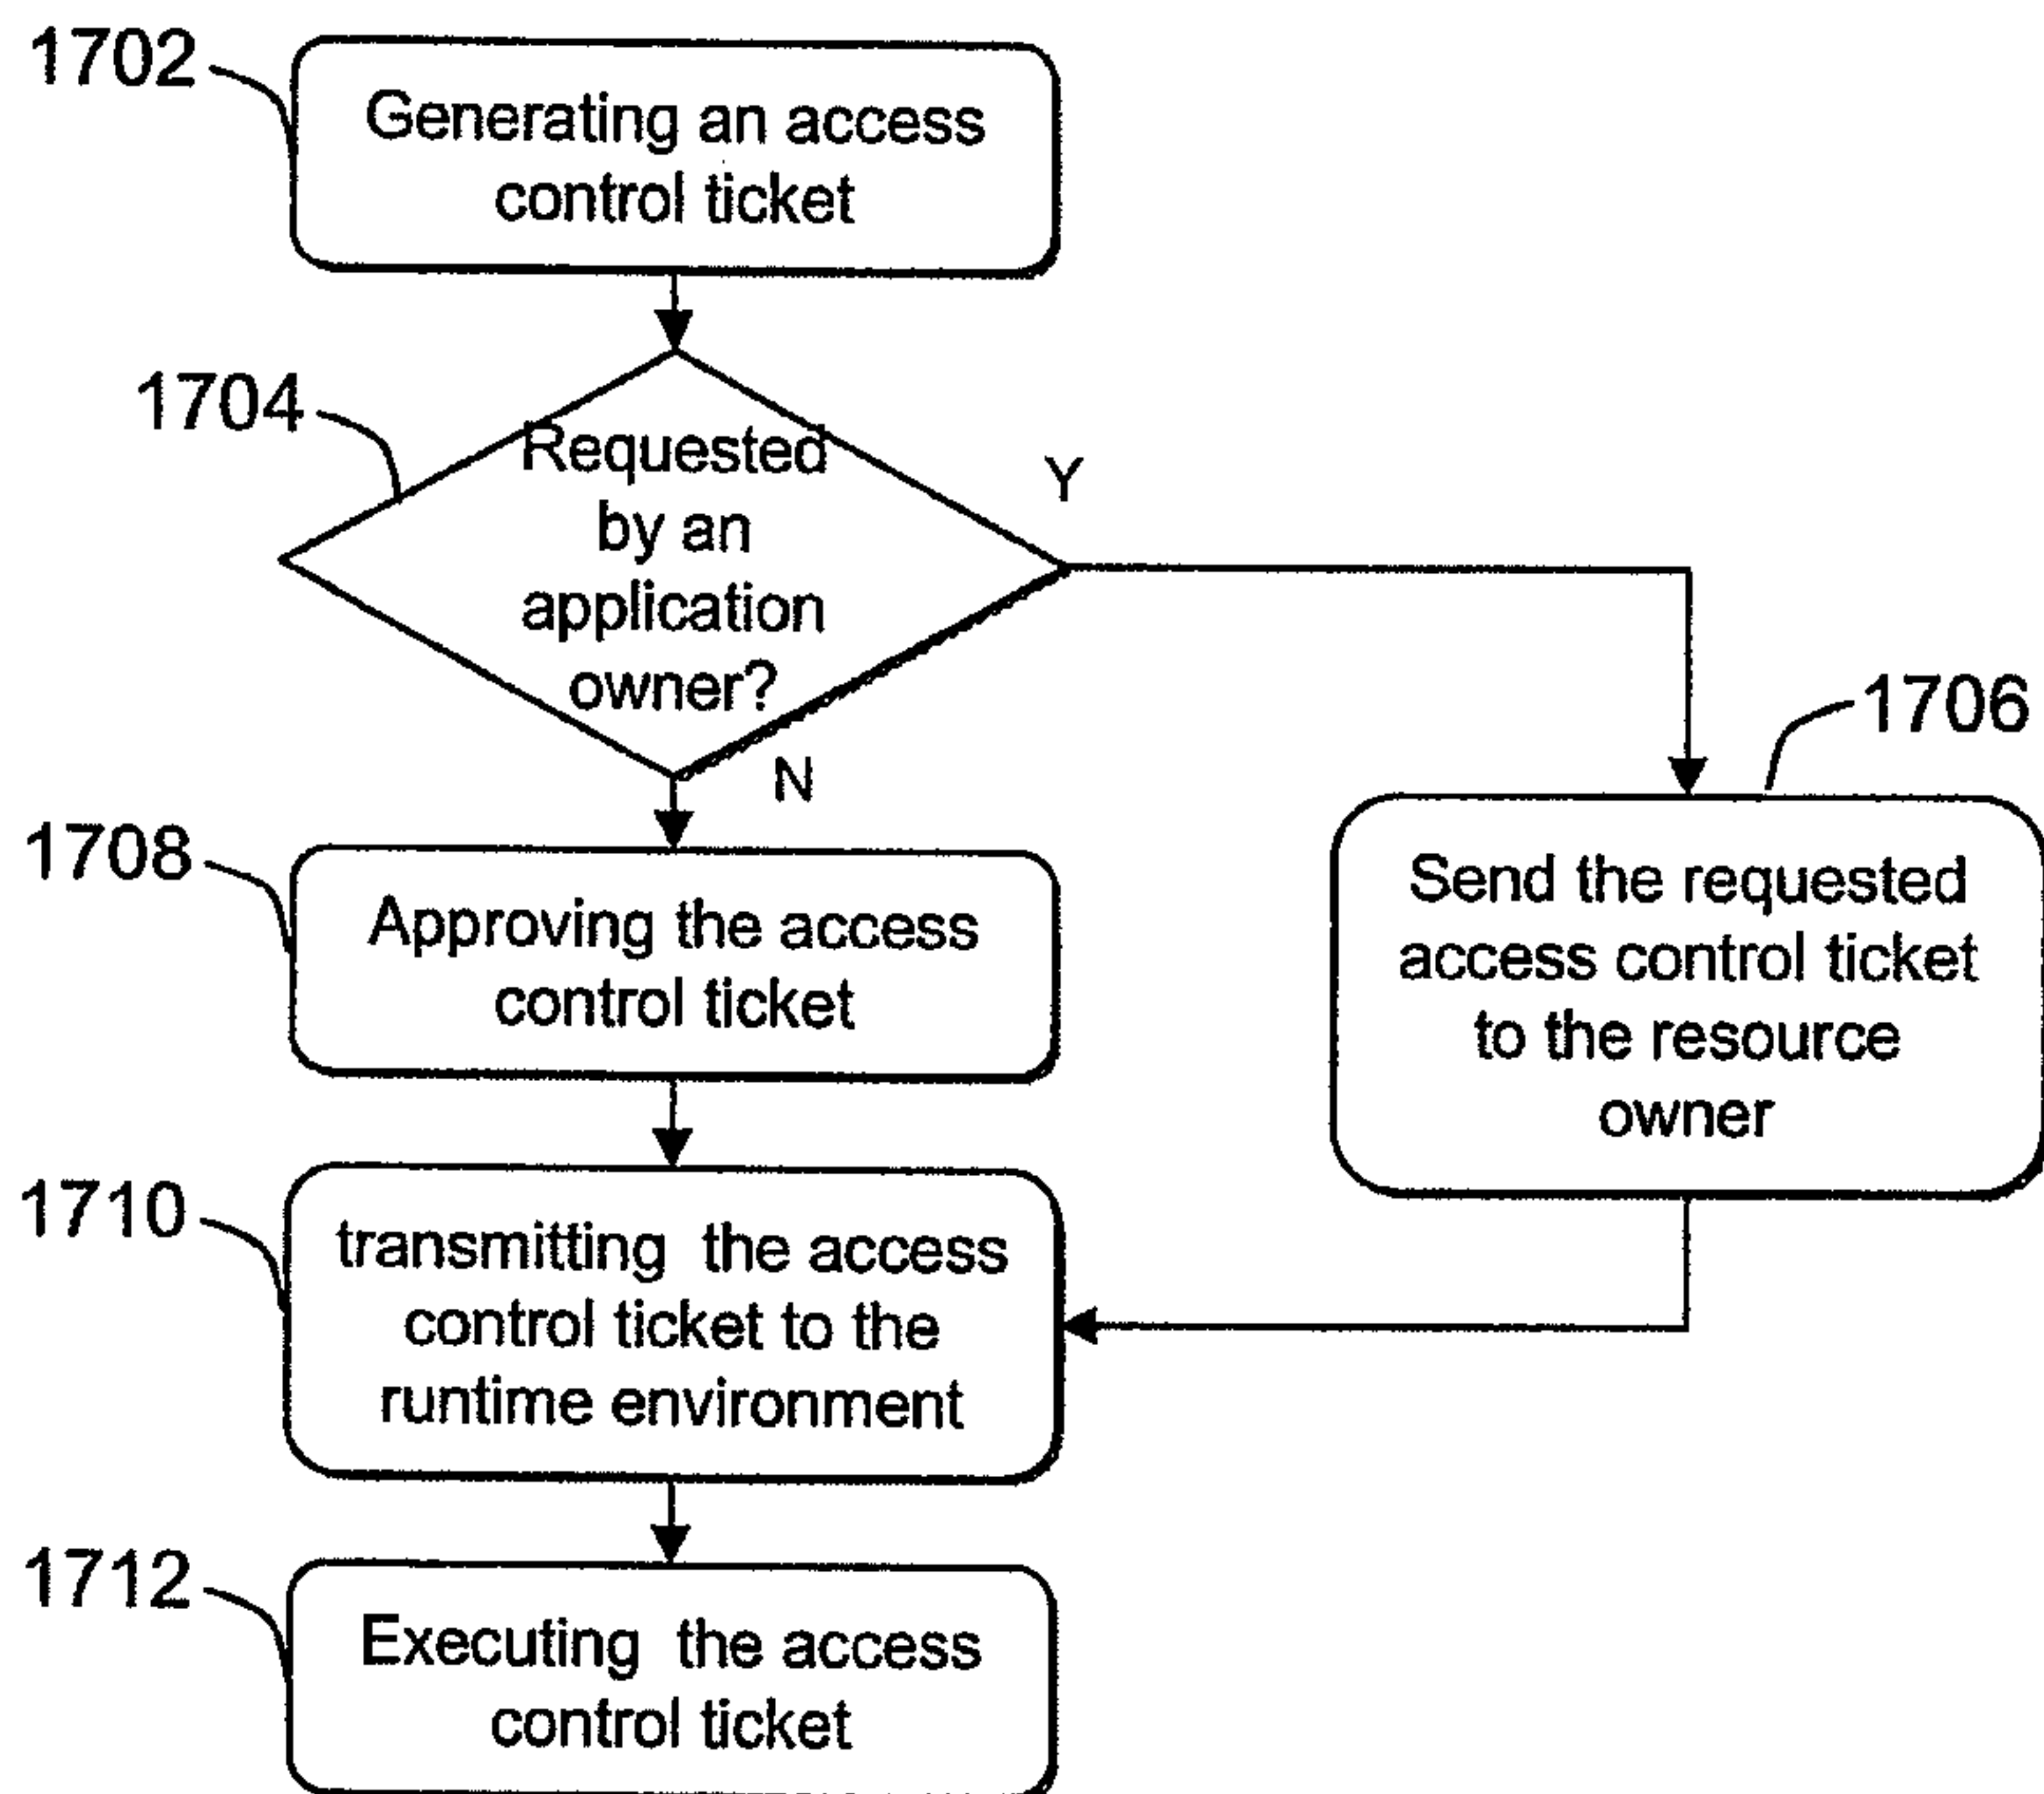 1702
Generating an access
control ticket
1704
Requested
by an
application
owner?
Y
N
1706
Send the requested
access control ticket
to the resource
owner
1708
Approving the access
control ticket
1710
transmitting the access
control ticket to the
runtime environment
1712
Executing the access
control ticket